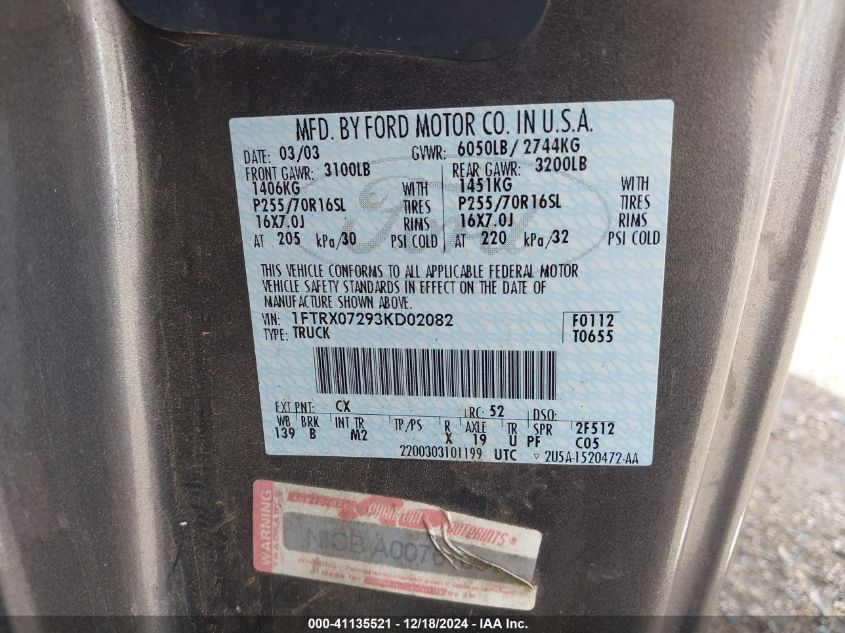 MFD. BY FORD MOTOR CO. IN U.S.A.
DATE: 03/03 GVWR: 6050LB/ 2744KG
FRONT GAWR: 3100LB REAR GAWR: 3200LB
1406KG WITH 1451KG WITH
P255/70R16SL TIRES P255/70R16SL TIRES
16X7.0J RIMS 16X7.0J RIMS
AT 205 kPa/30 PSI COLD AT 220 kPa/32 PSI COLD
THIS VEHICLE CONFORMS TO ALL APPLICABLE FEDERAL MOTOR
VEHICLE SAFETY STANDARDS IN EFFECT ON THE DATE OF
MANUFACTURE SHOWN ABOVE.
VIN: 1FTRX07293KD02082 F0112
TYPE: TRUCK T0655
EXT PNT: CX RC: 52 DSO:
WB BRK INT TR TP/PS R AXLE TR SPR 2F512
139 B M2 X 19 U PF C05
2200303101199 UTC ▽ 2U5A-1520472-AA
WARNING
NICB A0076
000-41135521 - 12/18/2024 - IAA Inc.